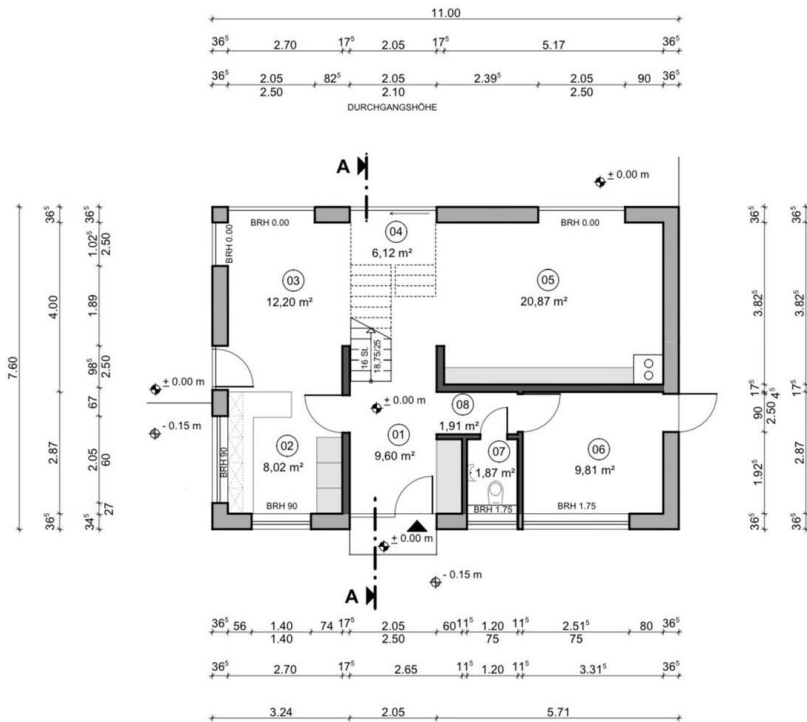 11.00
36⁵ 2.70 17⁵ 2.05 17⁵ 5.17 36⁵
36⁵ 2.05 82⁵ 2.05 2.39⁵ 2.05 90 36⁵
2.50 2.10 2.50
DURCHGANGSHÖHE
A
± 0.00 m
BRH 0.00
BRH 0.00
BRH 0.00
04
6,12 m²
03
12,20 m²
05
20,87 m²
16 St.
18,75/25
± 0.00 m
- 0.15 m
± 0.00 m
08
1,91 m²
01
9,60 m²
02
8,02 m²
07
1,87 m²
06
9,81 m²
BRH 90
BRH 90
BRH 1.75
BRH 1.75
± 0.00 m
- 0.15 m
A
7.60
36⁵ 4.00 2.87 36⁵
36⁵ 1.02⁵ 1.89 98⁵ 67 2.05 27 34⁵
2.50 2.50 60
36⁵ 3.82⁵ 17⁵ 90 4⁵ 1.92⁵ 36⁵
2.50
36⁵ 3.82⁵ 17⁵ 2.87 36⁵
36⁵ 56 1.40 74 17⁵ 2.05 60 11⁵ 1.20 11⁵ 2.51⁵ 80 36⁵
1.40 2.50 75 75
36⁵ 2.70 17⁵ 2.65 11⁵ 1.20 11⁵ 3.31⁵ 36⁵
3.24 2.05 5.71